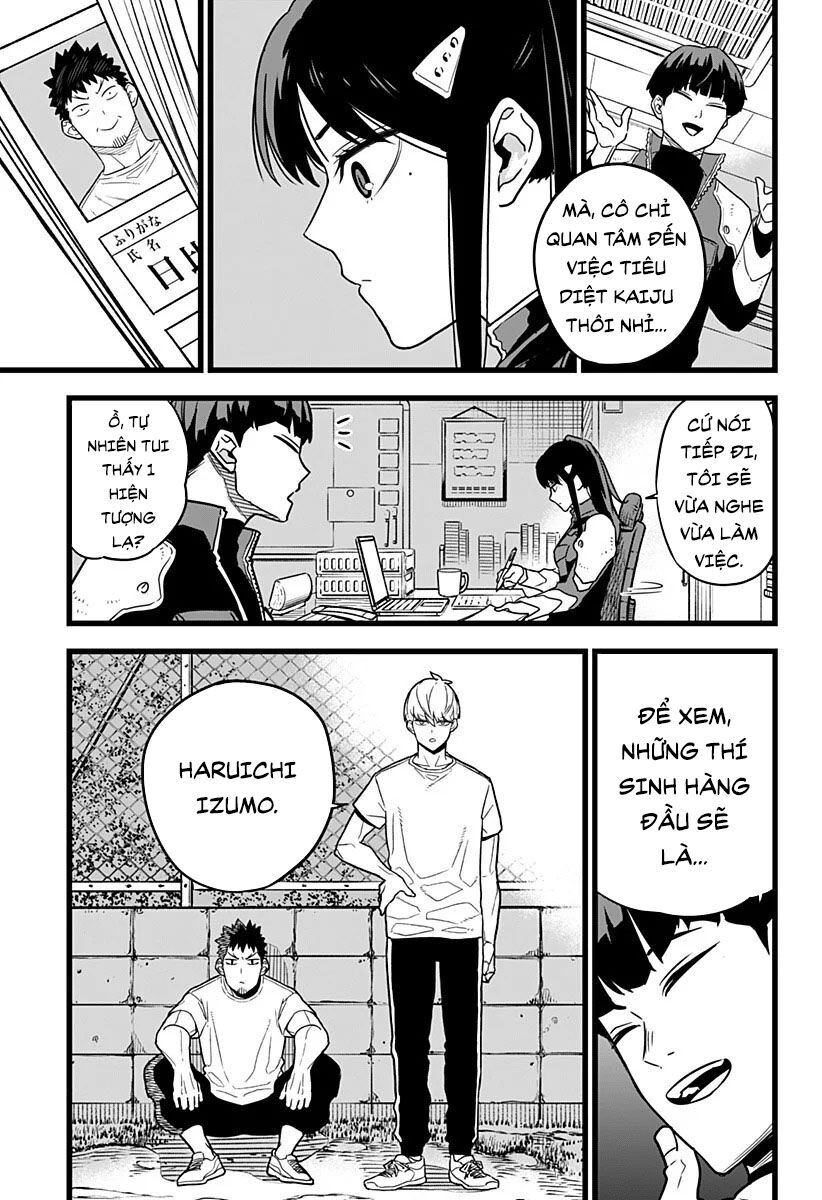 MÀ, CÔ CHỈ
QUAN TÂM ĐẾN
VIỆC TIÊU
DIỆT KAIJU
THÔI NHỈ...
ふりがな
氏名
日比
CỨ NÓI
TIẾP ĐI,
TÔI SẼ
VỪA NGHE
VỪA LÀM
VIỆC.
Ồ, TỰ
NHIÊN TUI
THẤY 1
HIỆN
TƯỢNG
LẠ?
ĐỂ XEM,
NHỮNG THÍ
SINH HÀNG
ĐẦU SẼ
LÀ...
HARUICHI
IZUMO.